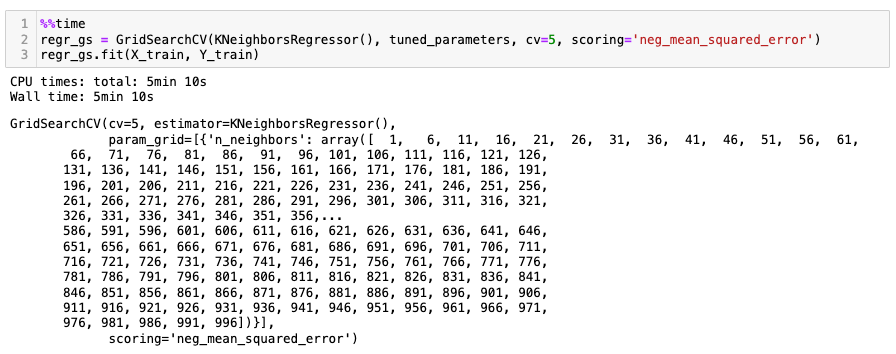 1 %%time
2 regr_gs = GridSearchCV(KNeighborsRegressor(), tuned_parameters, cv=5, scoring='neg_mean_squared_error')
3 regr_gs.fit(X_train, Y_train)
CPU times: total: 5min 10s
Wall time: 5min 10s
GridSearchCV(cv=5, estimator=KNeighborsRegressor(),
param_grid=[{'n_neighbors': array([  1,   6,  11,  16,  21,  26,  31,  36,  41,  46,  51,  56,  61,
66,  71,  76,  81,  86,  91,  96, 101, 106, 111, 116, 121, 126,
131, 136, 141, 146, 151, 156, 161, 166, 171, 176, 181, 186, 191,
196, 201, 206, 211, 216, 221, 226, 231, 236, 241, 246, 251, 256,
261, 266, 271, 276, 281, 286, 291, 296, 301, 306, 311, 316, 321,
326, 331, 336, 341, 346, 351, 356,...
586, 591, 596, 601, 606, 611, 616, 621, 626, 631, 636, 641, 646,
651, 656, 661, 666, 671, 676, 681, 686, 691, 696, 701, 706, 711,
716, 721, 726, 731, 736, 741, 746, 751, 756, 761, 766, 771, 776,
781, 786, 791, 796, 801, 806, 811, 816, 821, 826, 831, 836, 841,
846, 851, 856, 861, 866, 871, 876, 881, 886, 891, 896, 901, 906,
911, 916, 921, 926, 931, 936, 941, 946, 951, 956, 961, 966, 971,
976, 981, 986, 991, 996])}],
scoring='neg_mean_squared_error')